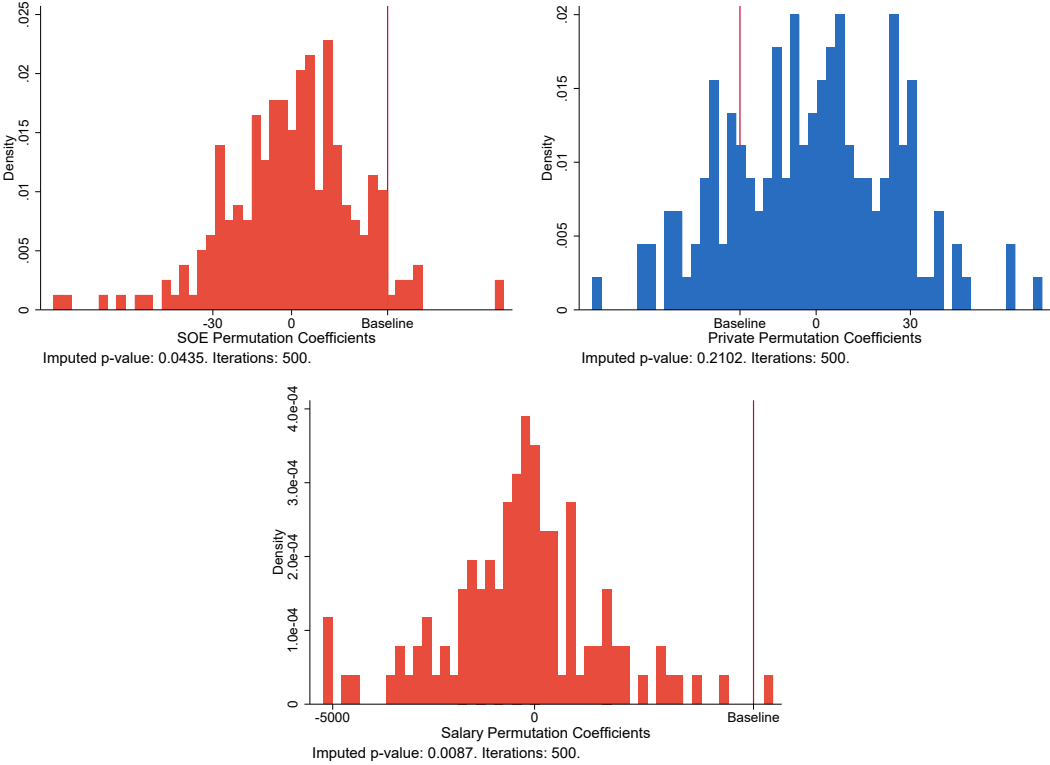 Density
.025
.02
.015
.01
.005
0
-30
0
Baseline
SOE Permutation Coefficients
Imputed p-value: 0.0435. Iterations: 500.
Density
.02
.015
.01
.005
0
Baseline
0
30
Private Permutation Coefficients
Imputed p-value: 0.2102. Iterations: 500.
Density
4.0e-04
3.0e-04
2.0e-04
1.0e-04
0
-5000
0
Baseline
Salary Permutation Coefficients
Imputed p-value: 0.0087. Iterations: 500.